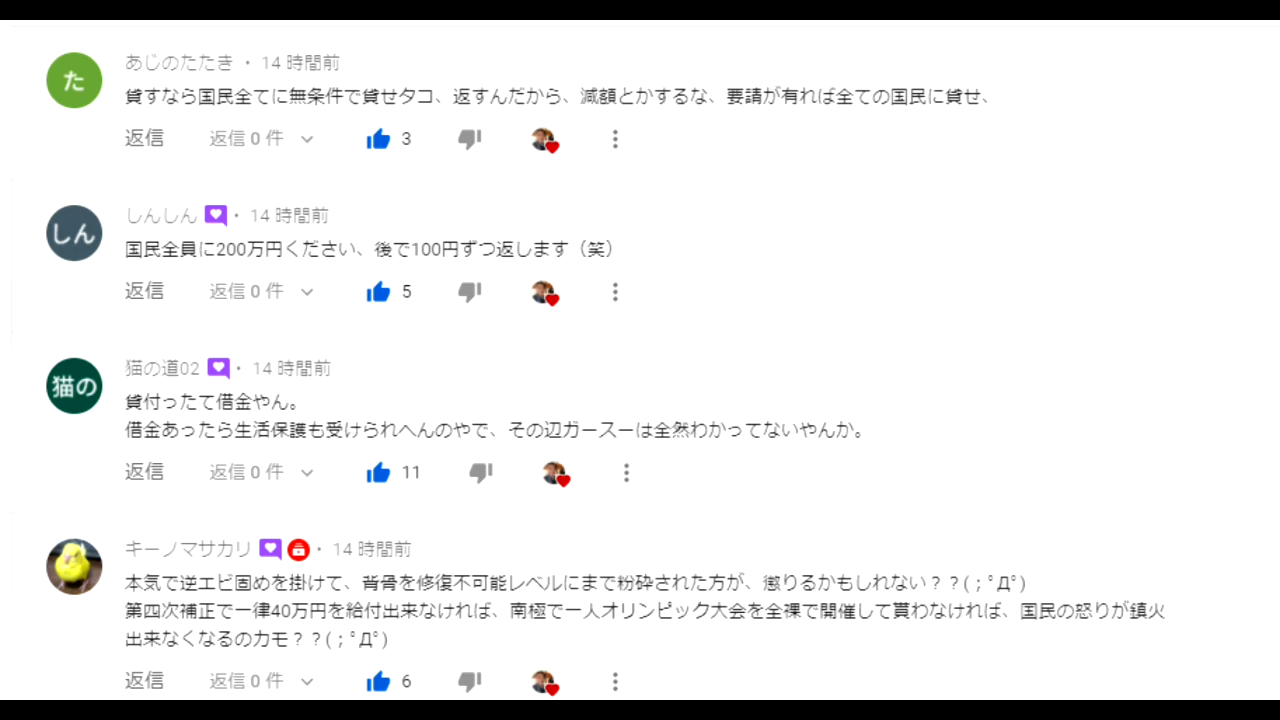 た
あじのたたき ・ 14 時間前
貸すなら国民全てに無条件で貸せタコ、返すんだから、減額とかするな、要請が有れば全ての国民に貸せ、
返信 返信 0 件 3
しん
しんしん ・ 14 時間前
国民全員に200万円ください、後で100円ずつ返します（笑）
返信 返信 0 件 5
猫の
猫の道02 ・ 14 時間前
貸付ったて借金やん。
借金あったら生活保護も受けられへんのやで、その辺ガースーは全然わかってないやんか。
返信 返信 0 件 11
キーノマサカリ ・ 14 時間前
本気で逆エビ固めを掛けて、背骨を修復不可能レベルにまで粉砕された方が、懲りるかもしれない？？( ; ﾟДﾟ)
第四次補正で一律40万円を給付出来なければ、南極で一人オリンピック大会を全裸で開催して貰わなければ、国民の怒りが鎮火
出来なくなるのカモ？？( ; ﾟДﾟ)
返信 返信 0 件 6